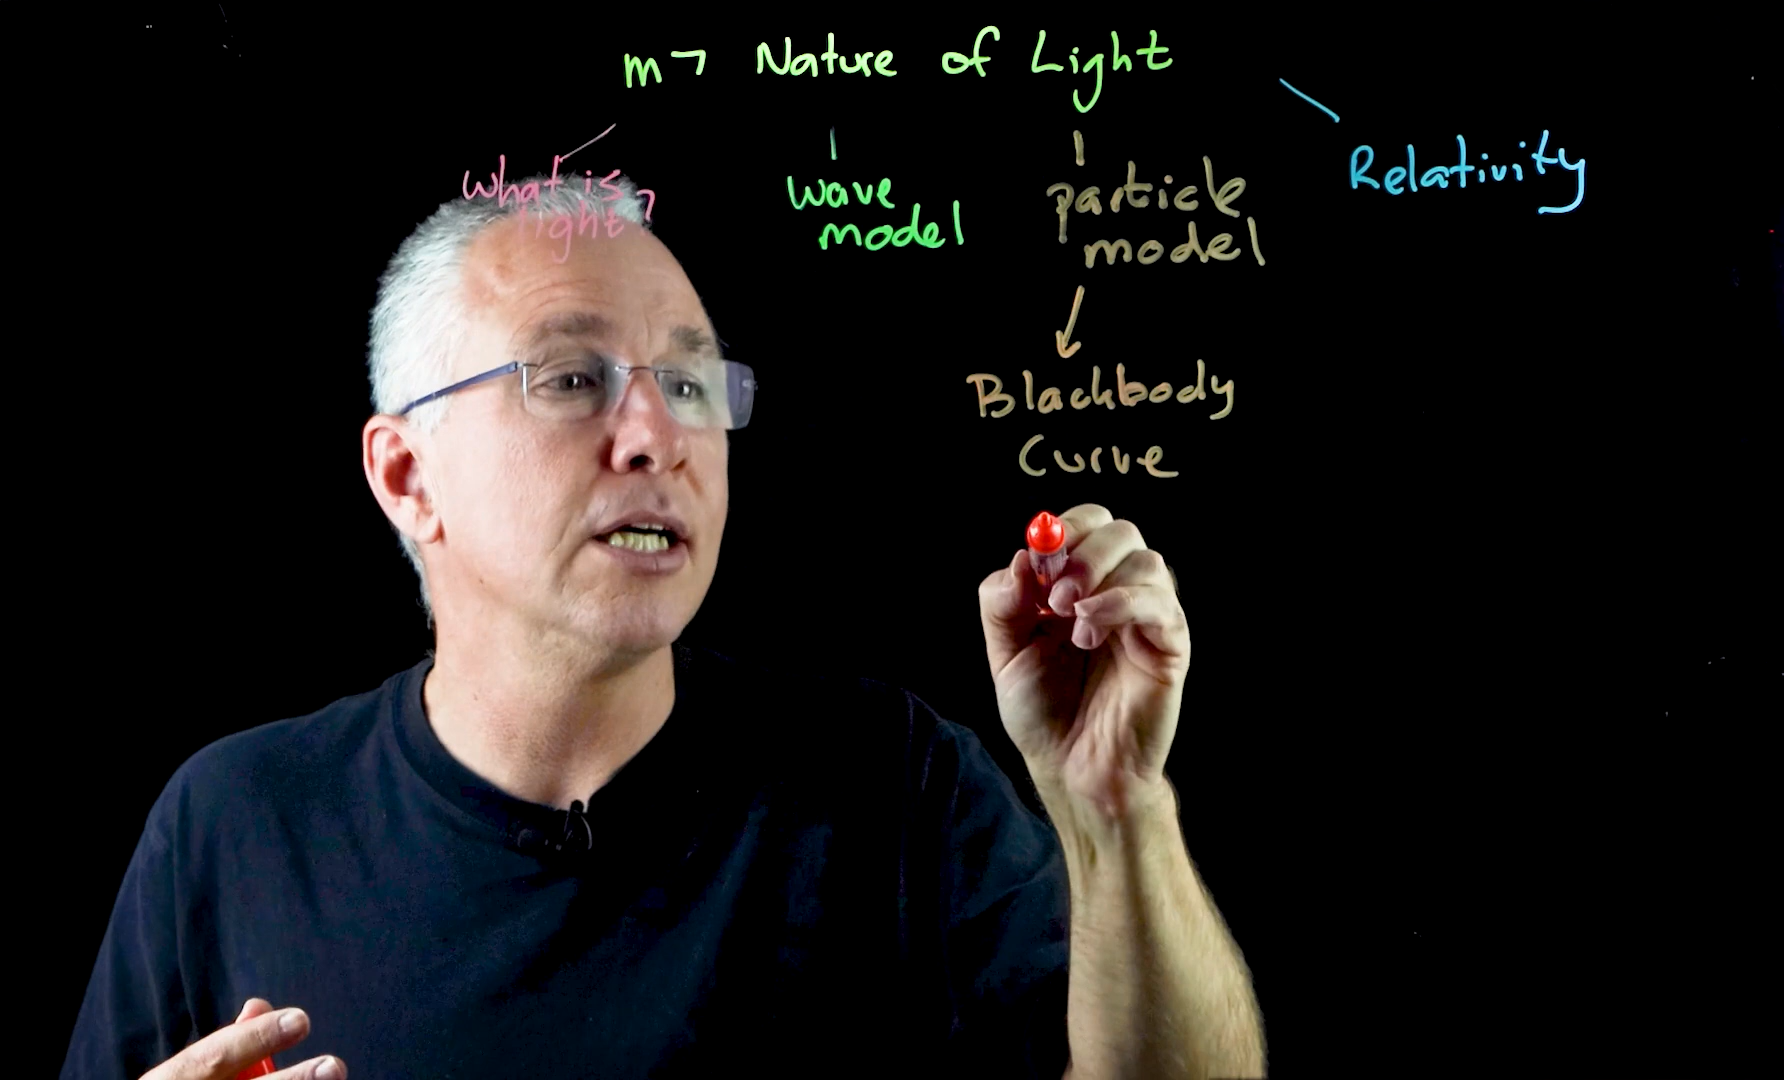 m7 Nature of Light
What is
light?
wave
model
particle
model
Relativity
Blackbody
Curve